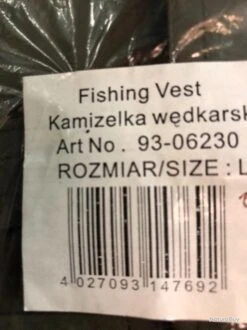 Fishing Vest
Kamizelka wędkarsk
Art No . 93-06230
ROZMIAR/SIZE : L
4 027093 147692